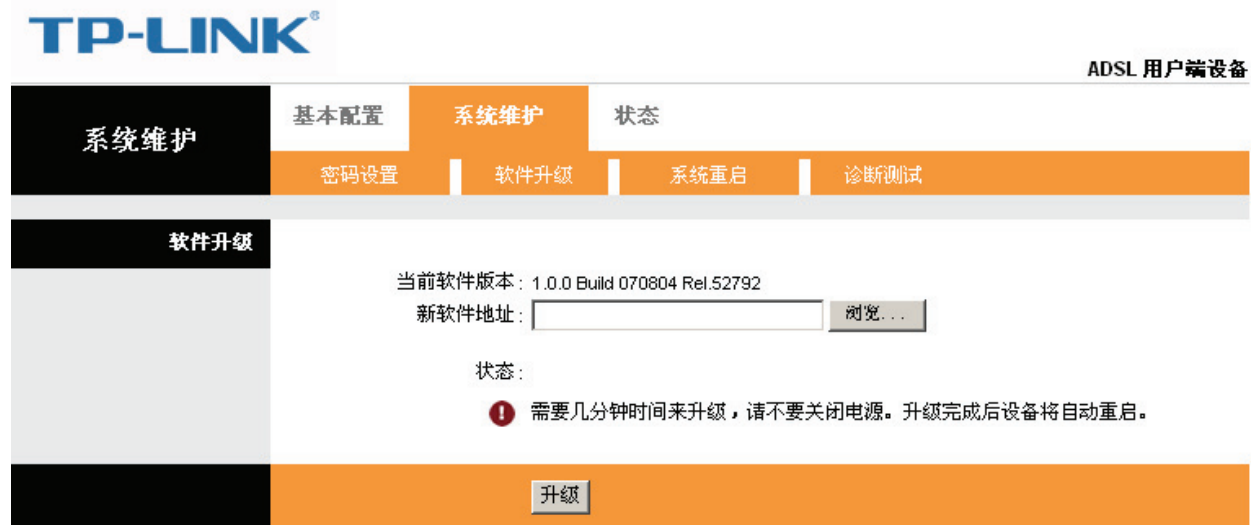 TP-LINK®
ADSL 用户端设备
系统维护
基本配置 系统维护 状态
密码设置 软件升级 系统重启 诊断测试
软件升级
当前软件版本: 1.0.0 Build 070804 Rel.52792
新软件地址: 浏览...
状态:
需要几分钟时间来升级，请不要关闭电源。升级完成后设备将自动重启。
升级